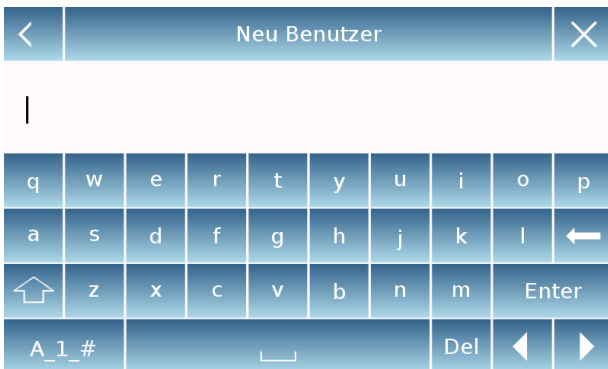 Neu Benutzer
q w e r t y u i o p
a s d f g h j k l
z x c v b n m Enter
A_1_# Del